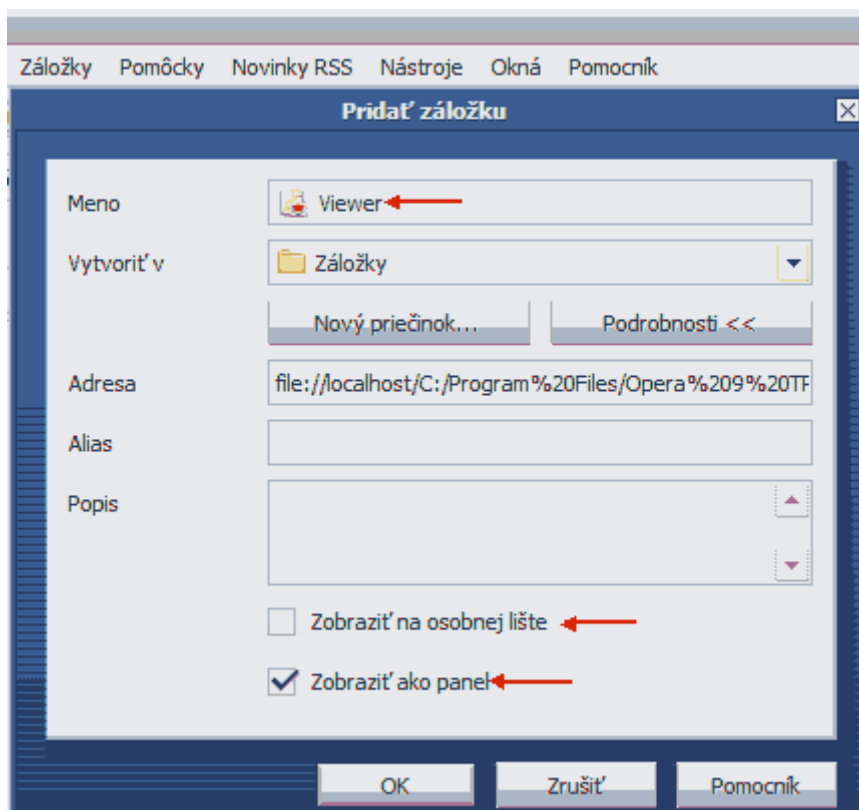 Záložky Pomôcky Novinky RSS Nástroje Okná Pomocník
Pridať záložku
Meno Viewer
Vytvoriť v Záložky
Nový priečinok... Podrobnosti <<
Adresa file://localhost/C:/Program%20Files/Opera%209%20TF
Alias
Popis
Zobraziť na osobnej lište
Zobraziť ako panel
OK Zrušiť Pomocník